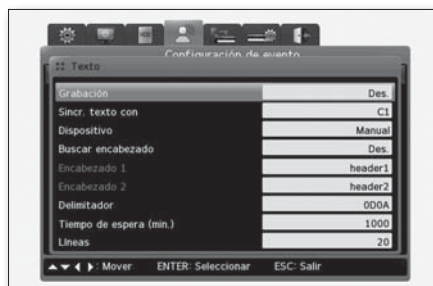 Configuración de evento
Texto
Grabación Des.
Sincr. texto con C1
Dispositivo Manual
Buscar encabezado Des.
Encabezado 1 header1
Encabezado 2 header2
Delimitador 0D0A
Tiempo de espera (min.) 1000
Líneas 20
: Mover ENTER: Seleccionar ESC: Salir